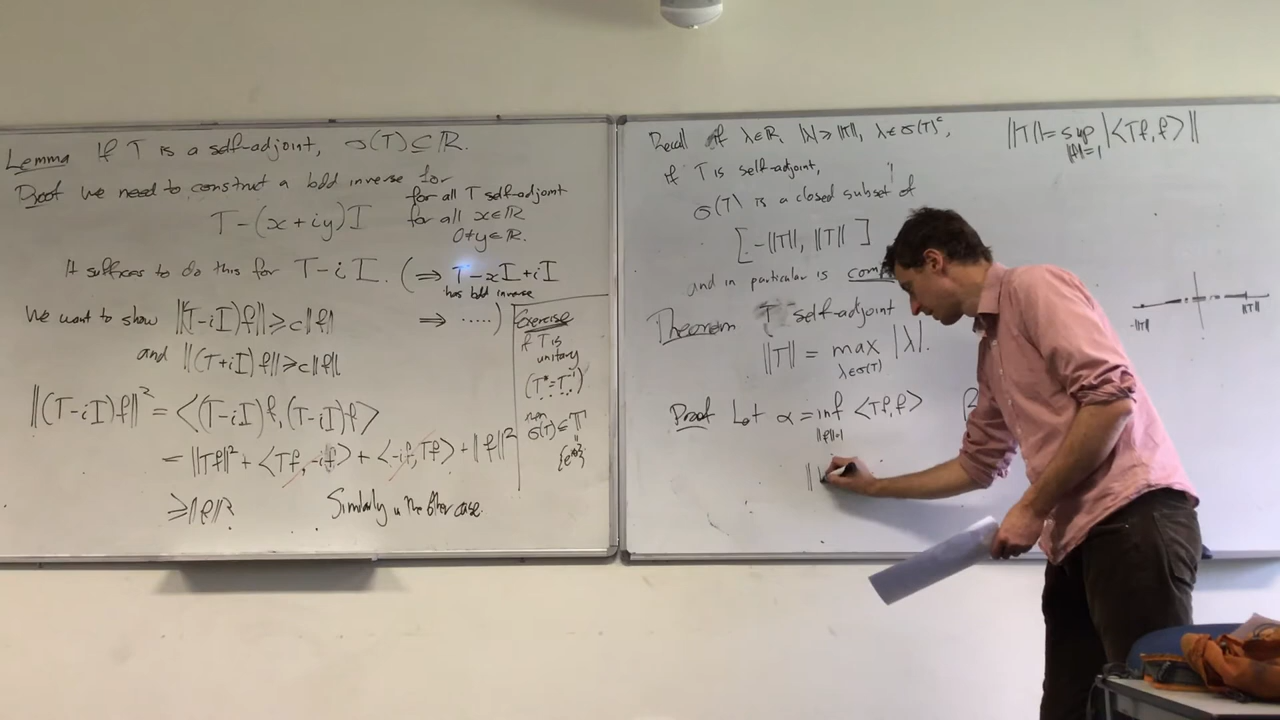 Lemma If T is a self-adjoint, σ(T) ⊆ ℝ.
Proof We need to construct a bdd inverse for
T-(x+iy)I
for all T self-adjoint
for all x∈ℝ
0≠y∈ℝ.
It suffices to do this for T-iI. (⇒ T-xI+iI
has bdd inverse
⇒ .....)
We want to show ||(T-iI)f||≥c||f||
and ||(T+iI)f||≥c||f||
||(T-iI)f||² = <(T-iI)f,(T-iI)f>
= ||Tf||² + <Tf,-if> + <-if,Tf> + ||f||²
≥||f||².
Similarly in the other case.
Exercise
if T is
unitary
(T*=T⁻¹)
then
σ(T)⊆𝕋
||
Recall if λ∈ℝ, |λ|≥||T||, λ∈σ(T)ᶜ,
if T is self-adjoint,
σ(T) is a closed subset of
[-||T||, ||T||]
and in particular is
||T||=sup |<Tf,f>||
||f||=1
-||T||
||T||
Theorem T self-adjoint
||T|| = max |λ|.
λ∈σ(T)
Proof Let α = inf <Tf,f>
||f||=1